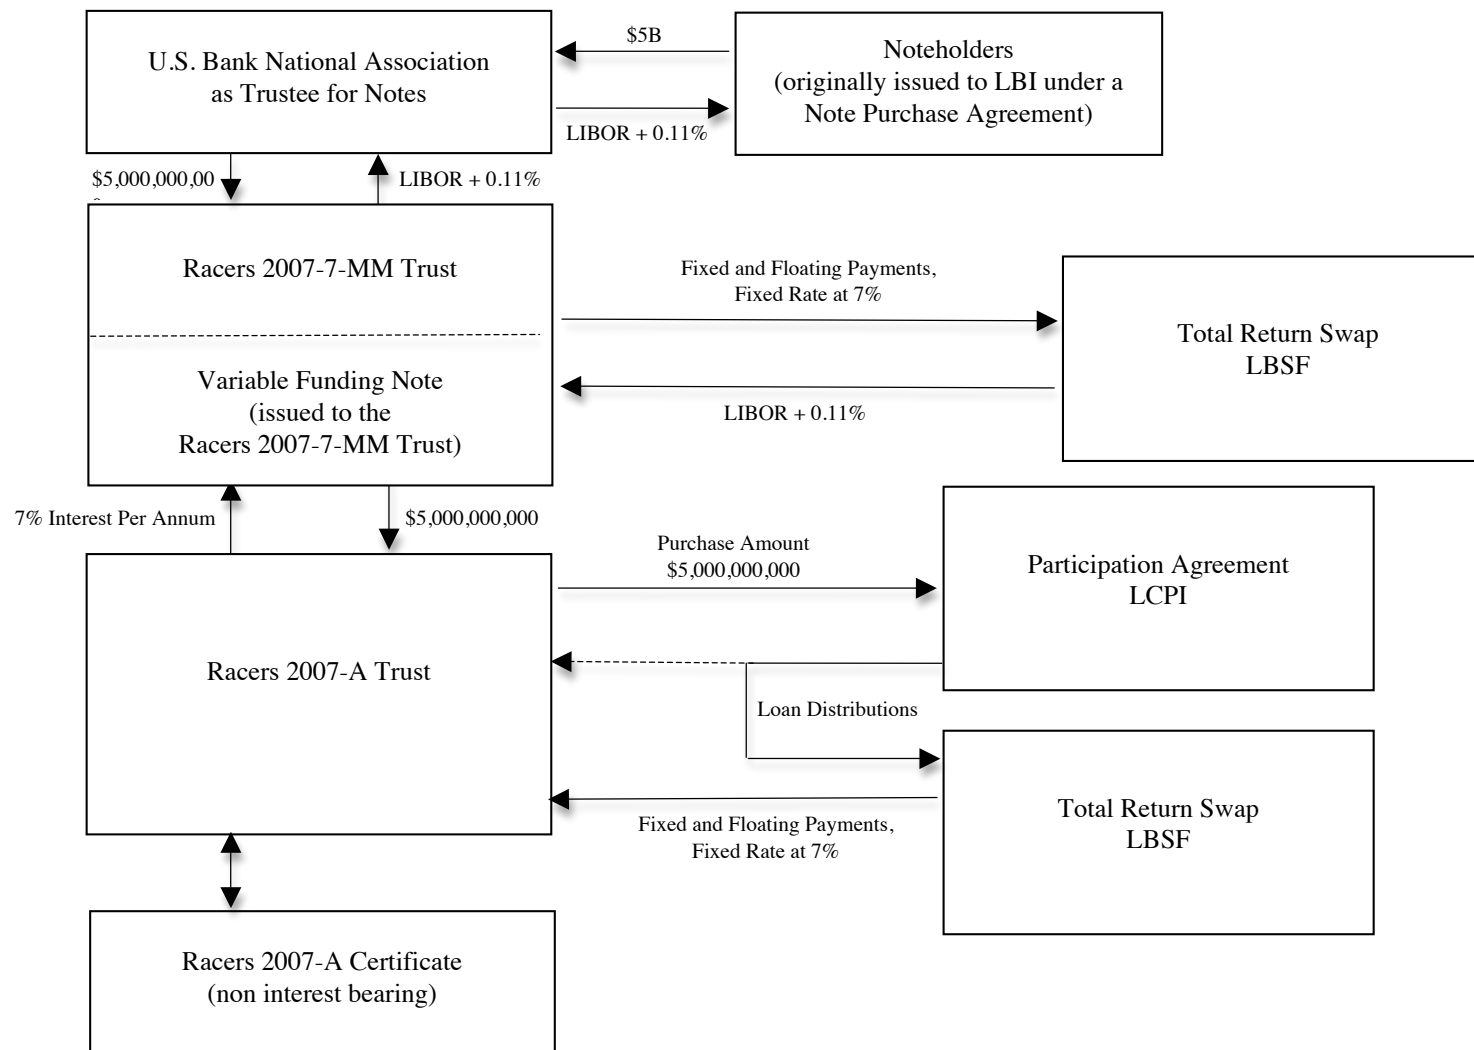 U.S. Bank National Association
as Trustee for Notes
$5B
LIBOR + 0.11%
Noteholders
(originally issued to LBI under a
Note Purchase Agreement)
$5,000,000,00
LIBOR + 0.11%
Racers 2007-7-MM Trust
Variable Funding Note
(issued to the
Racers 2007-7-MM Trust)
Fixed and Floating Payments,
Fixed Rate at 7%
LIBOR + 0.11%
Total Return Swap
LBSF
7% Interest Per Annum
$5,000,000,000
Purchase Amount
$5,000,000,000
Participation Agreement
LCPI
Racers 2007-A Trust
Loan Distributions
Fixed and Floating Payments,
Fixed Rate at 7%
Total Return Swap
LBSF
Racers 2007-A Certificate
(non interest bearing)